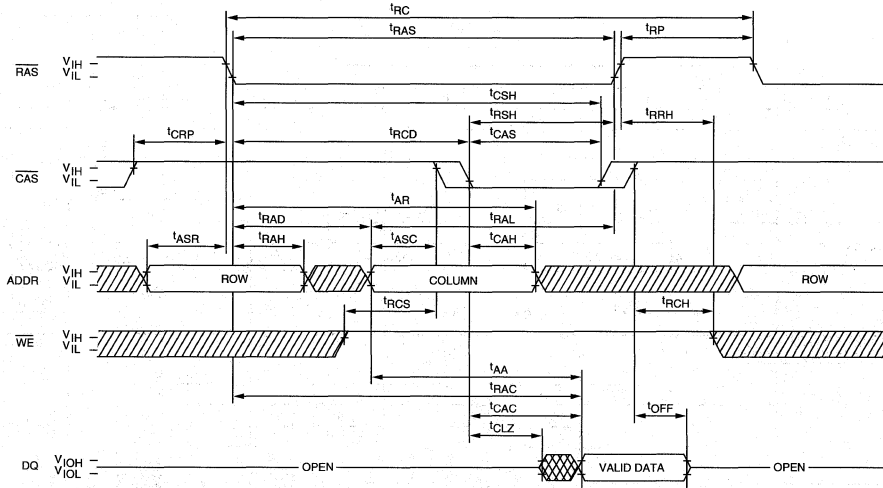 tRC
tRAS
tRP
RAS
VIH
VIL
tCSH
tRSH
tRRH
tCRP
tRCD
tCAS
CAS
VIH
VIL
tAR
tRAD
tRAL
tASR
tRAH
tASC
tCAH
ADDR
VIH
VIL
ROW
COLUMN
ROW
tRCS
tRCH
WE
VIH
VIL
tAA
tRAC
tCAC
tOFF
tCLZ
DQ
VIOH
VIOL
OPEN
VALID DATA
OPEN